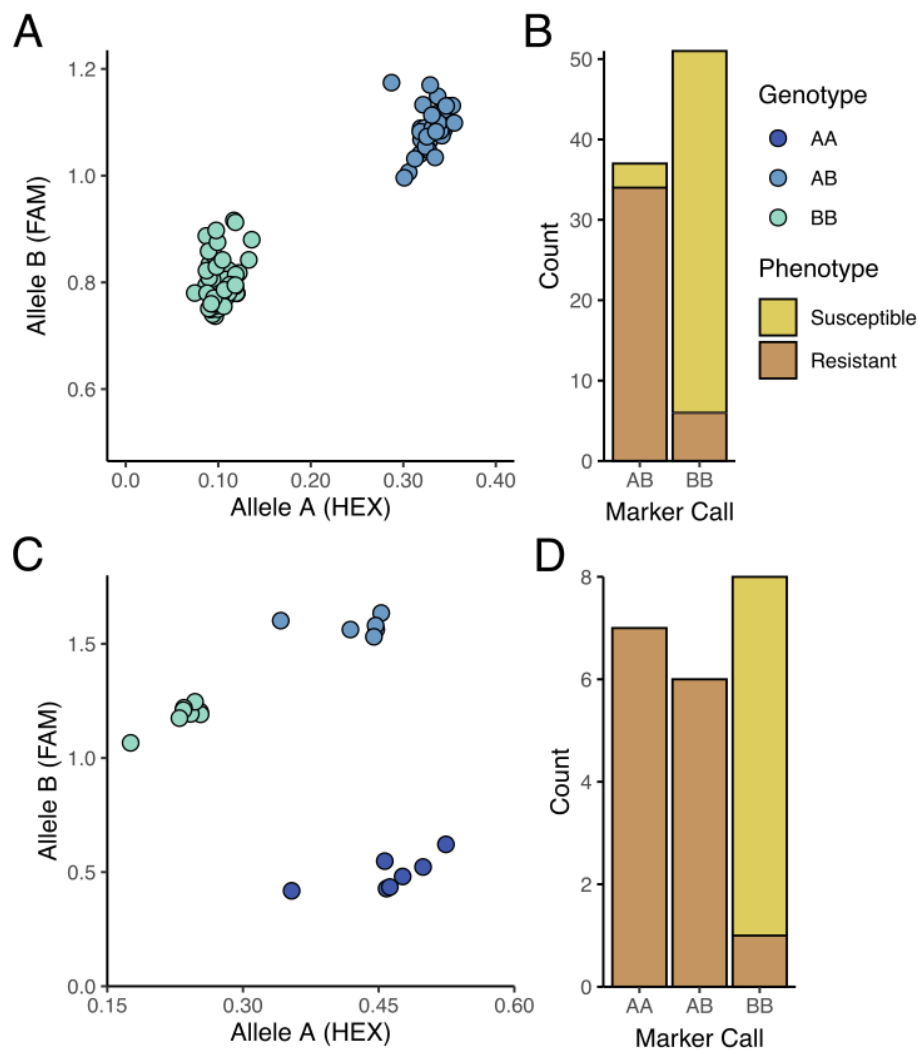 A
Allele B (FAM)
1.2
1.0
0.8
0.6
0.0
0.10
0.20
0.30
0.40
Allele A (HEX)
B
Count
50
40
30
20
10
0
AB
BB
Marker Call
Genotype
AA
AB
BB
Phenotype
Susceptible
Resistant
C
Allele B (FAM)
1.5
1.0
0.5
0.0
0.15
0.30
0.45
0.60
Allele A (HEX)
D
Count
8
6
4
2
0
AA
AB
BB
Marker Call